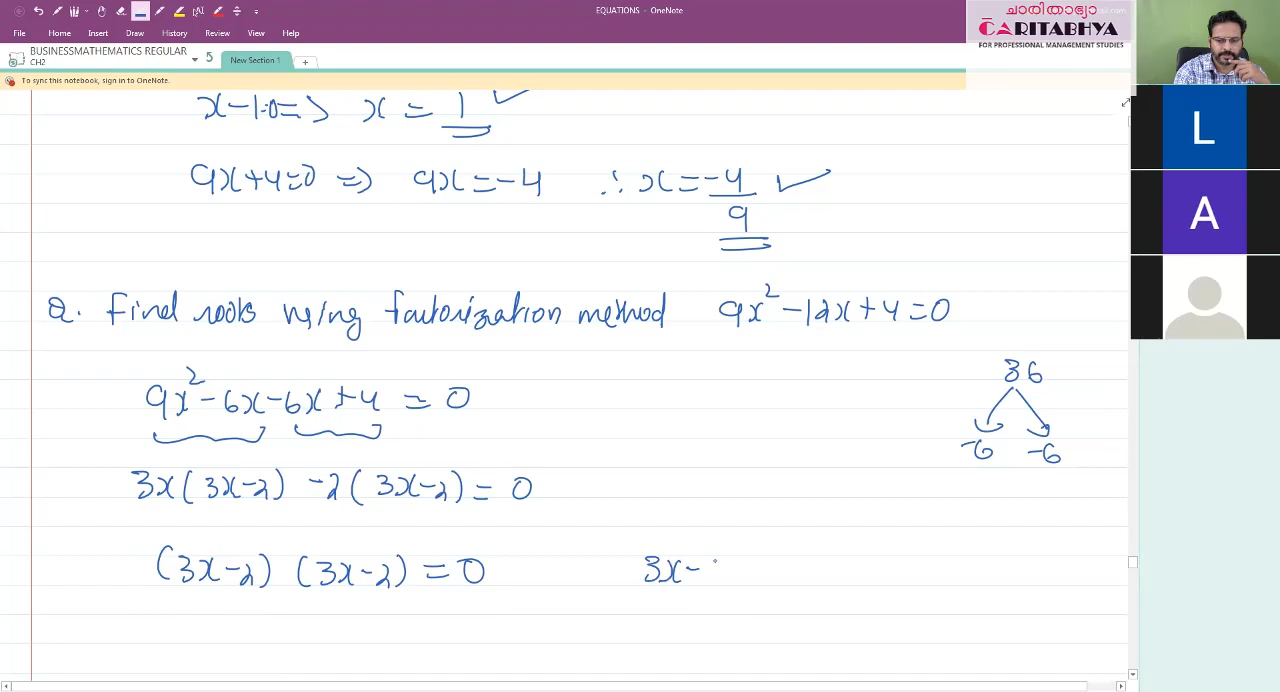 EQUATIONS - OneNote
ചാരിതാഭ്യാ
CARITABHYA
FOR PROFESSIONAL MANAGEMENT STUDIES
File Home Insert Draw History Review View Help
BUSINESSMATHEMATICS REGULAR
CH2
New Section 1
To sync this notebook, sign in to OneNote.
x-1=0 => x = 1
9x+4=0 => 9x = -4 ∴ x = -4/9
Q. Find roots using factorization method 9x² - 12x + 4 = 0
36
9x² - 6x - 6x + 4 = 0
-6 -6
3x(3x-2) -2(3x-2) = 0
(3x-2) (3x-2) = 0 3x-
L
A